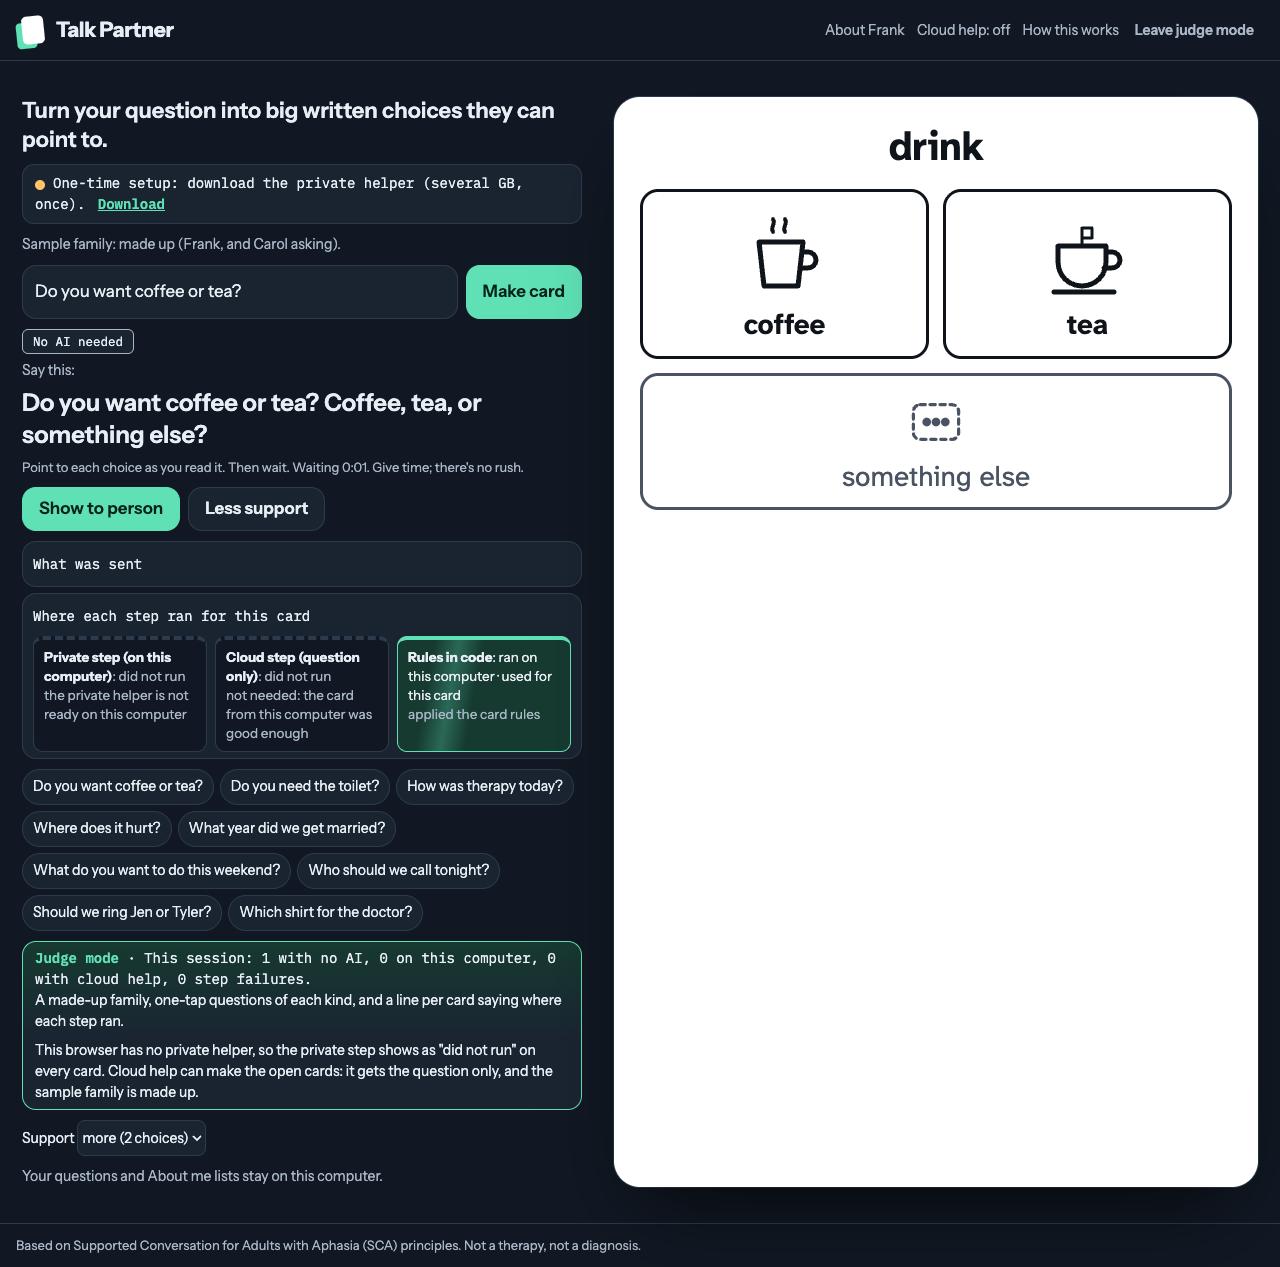 Talk Partner
About Frank
Cloud help: off
How this works
Leave judge mode
Turn your question into big written choices they can
point to.
One-time setup: download the private helper (several GB,
once). Download
Sample family: made up (Frank, and Carol asking).
Do you want coffee or tea?
Make card
No AI needed
Say this:
Do you want coffee or tea? Coffee, tea, or
something else?
Point to each choice as you read it. Then wait. Waiting 0:01. Give time; there's no rush.
Show to person
Less support
What was sent
Where each step ran for this card
Private step (on this
computer): did not run
the private helper is not
ready on this computer
Cloud step (question
only): did not run
not needed: the card
from this computer was
good enough
Rules in code: ran on
this computer · used for
this card
applied the card rules
Do you want coffee or tea?
Do you need the toilet?
How was therapy today?
Where does it hurt?
What year did we get married?
What do you want to do this weekend?
Who should we call tonight?
Should we ring Jen or Tyler?
Which shirt for the doctor?
Judge mode · This session: 1 with no AI, 0 on this computer, 0
with cloud help, 0 step failures.
A made-up family, one-tap questions of each kind, and a line per card saying where
each step ran.
This browser has no private helper, so the private step shows as "did not run" on
every card. Cloud help can make the open cards: it gets the question only, and the
sample family is made up.
Support more (2 choices)
Your questions and About me lists stay on this computer.
drink
coffee
tea
something else
Based on Supported Conversation for Adults with Aphasia (SCA) principles. Not a therapy, not a diagnosis.